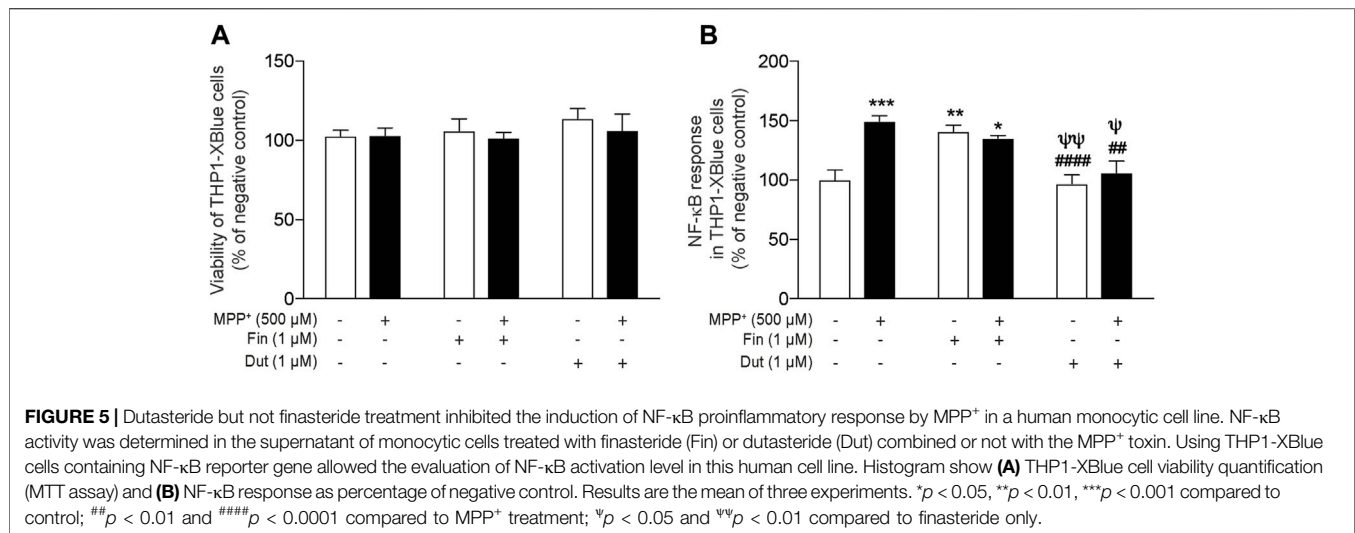 A
B
Viability of THP1-XBlue cells
(% of negative control)
150
100
50
0
NF-κB response
in THP1-XBlue cells
(% of negative control)
200
150
100
50
0
***
**
*
ψψ
####
ψ
##
MPP+ (500 µM) - + - + - +
Fin (1 µM) - - + + - -
Dut (1 µM) - - - - + +
MPP+ (500 µM) - + - + - +
Fin (1 µM) - - + + - -
Dut (1 µM) - - - - + +
FIGURE 5 | Dutasteride but not finasteride treatment inhibited the induction of NF-κB proinflammatory response by MPP+ in a human monocytic cell line. NF-κB
activity was determined in the supernatant of monocytic cells treated with finasteride (Fin) or dutasteride (Dut) combined or not with the MPP+ toxin. Using THP1-XBlue
cells containing NF-κB reporter gene allowed the evaluation of NF-κB activation level in this human cell line. Histogram show (A) THP1-XBlue cell viability quantification
(MTT assay) and (B) NF-κB response as percentage of negative control. Results are the mean of three experiments. *p < 0.05, **p < 0.01, ***p < 0.001 compared to
control; ##p < 0.01 and ####p < 0.0001 compared to MPP+ treatment; ψp < 0.05 and ψψp < 0.01 compared to finasteride only.